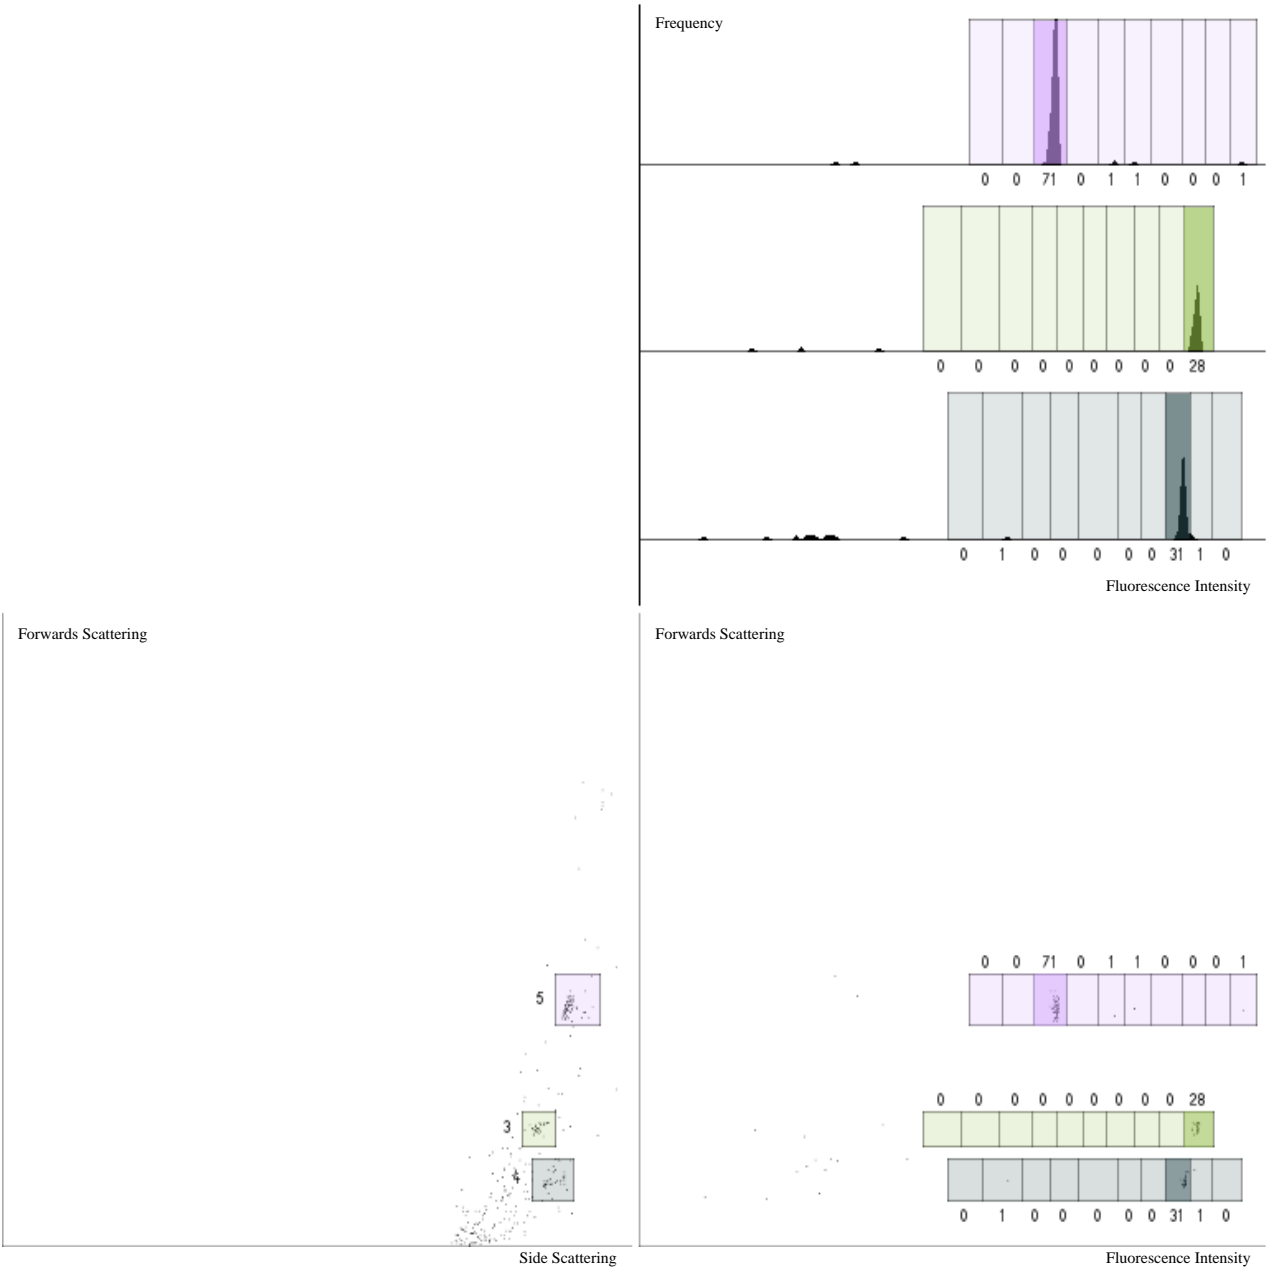 Frequency
0 0 71 0 1 1 0 0 0 1
0 0 0 0 0 0 0 0 0 28
0 1 0 0 0 0 0 31 1 0
Fluorescence Intensity
Forwards Scattering
5
3
4
Side Scattering
Forwards Scattering
0 0 71 0 1 1 0 0 0 1
0 0 0 0 0 0 0 0 0 28
0 1 0 0 0 0 0 31 1 0
Fluorescence Intensity